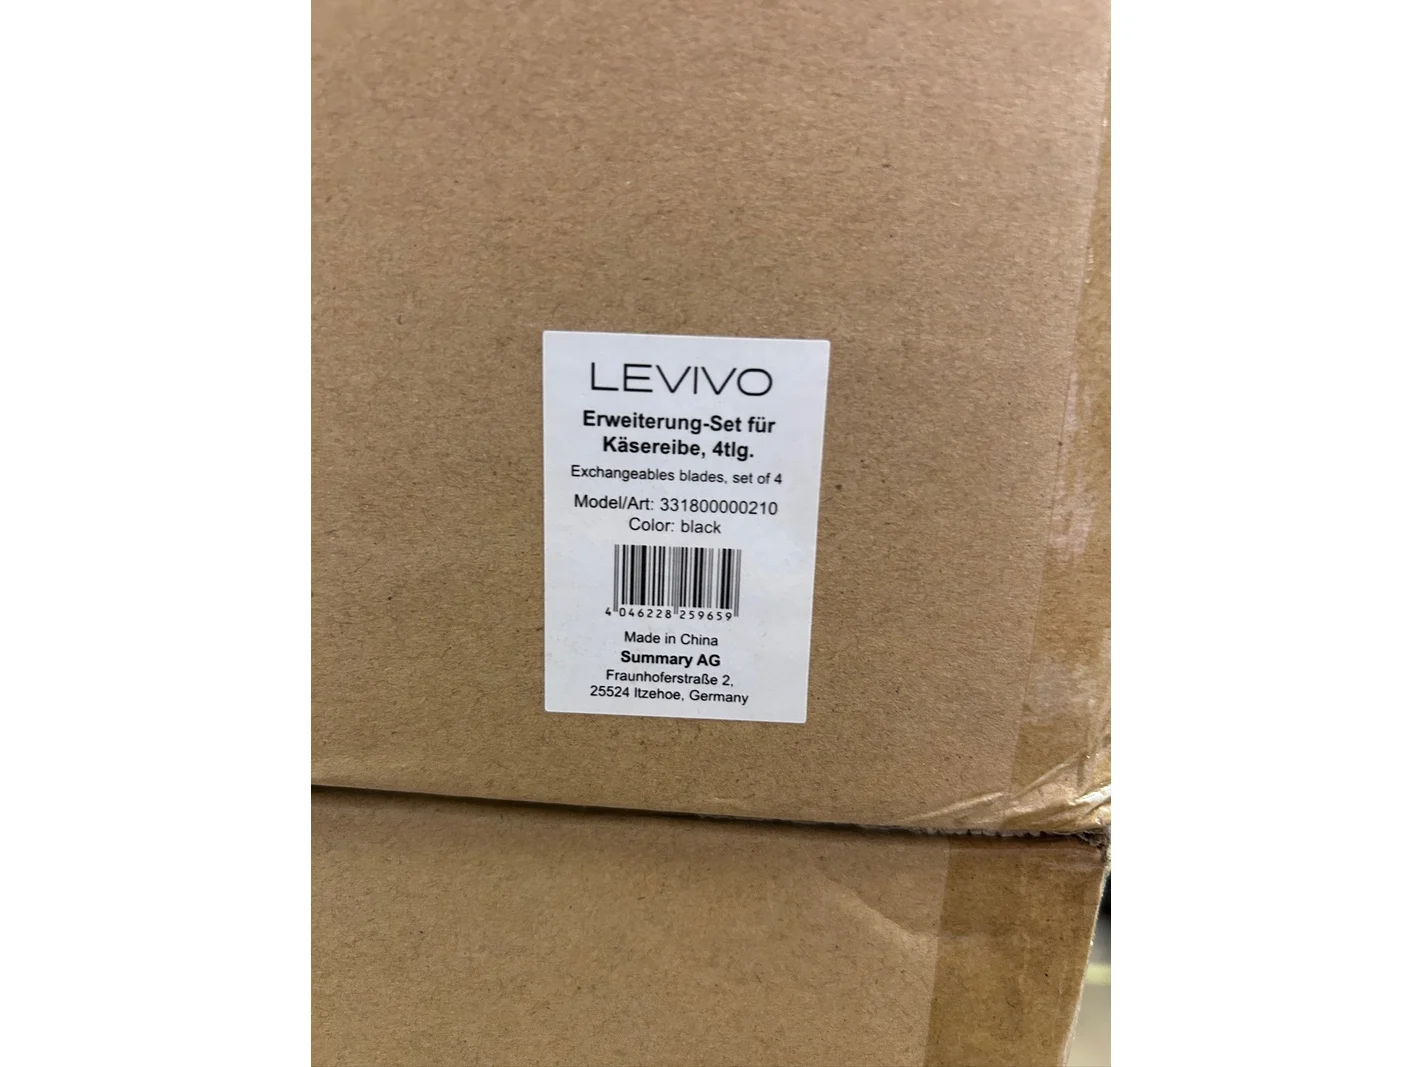 LEVIVO
Erweiterung-Set für
Käsereibe, 4tlg.
Exchangeables blades, set of 4
Model/Art: 331800000210
Color: black
4 046228 259659
Made in China
Summary AG
Fraunhoferstraße 2,
25524 Itzehoe, Germany